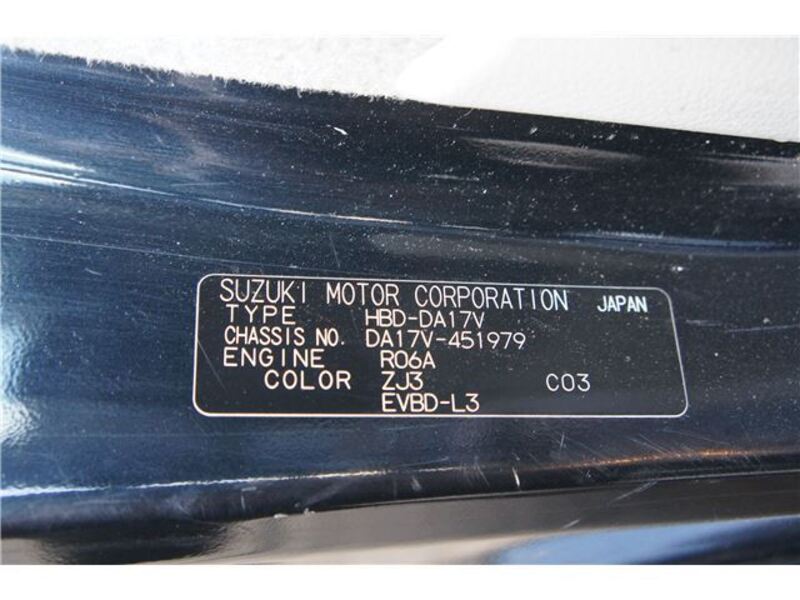 SUZUKI MOTOR CORPORATION JAPAN
TYPE HBD-DA17V
CHASSIS NO. DA17V-451979
ENGINE R06A
COLOR ZJ3 C03
EVBD-L3